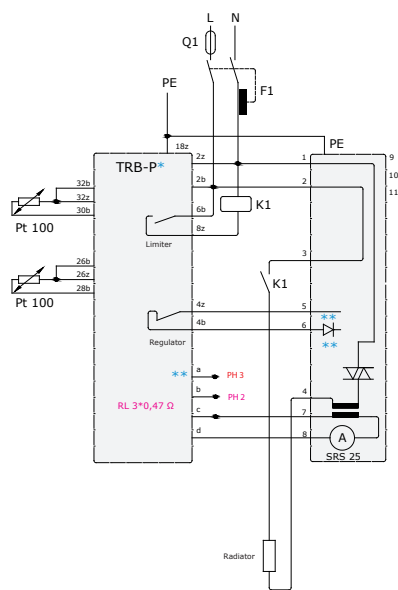 L N
Q1
F1
PE
18z
PE
TRB-P*
2z
1
9
10
2b
2
11
32b
32z
30b
Pt 100
6b
K1
8z
Limiter
3
26b
26z
28b
Pt 100
K1
4z
5
**
4b
6
**
Regulator
** a PH 3
b PH 2
4
RL 3*0,47 Ω
c
7
d
8
A
SRS 25
Radiator